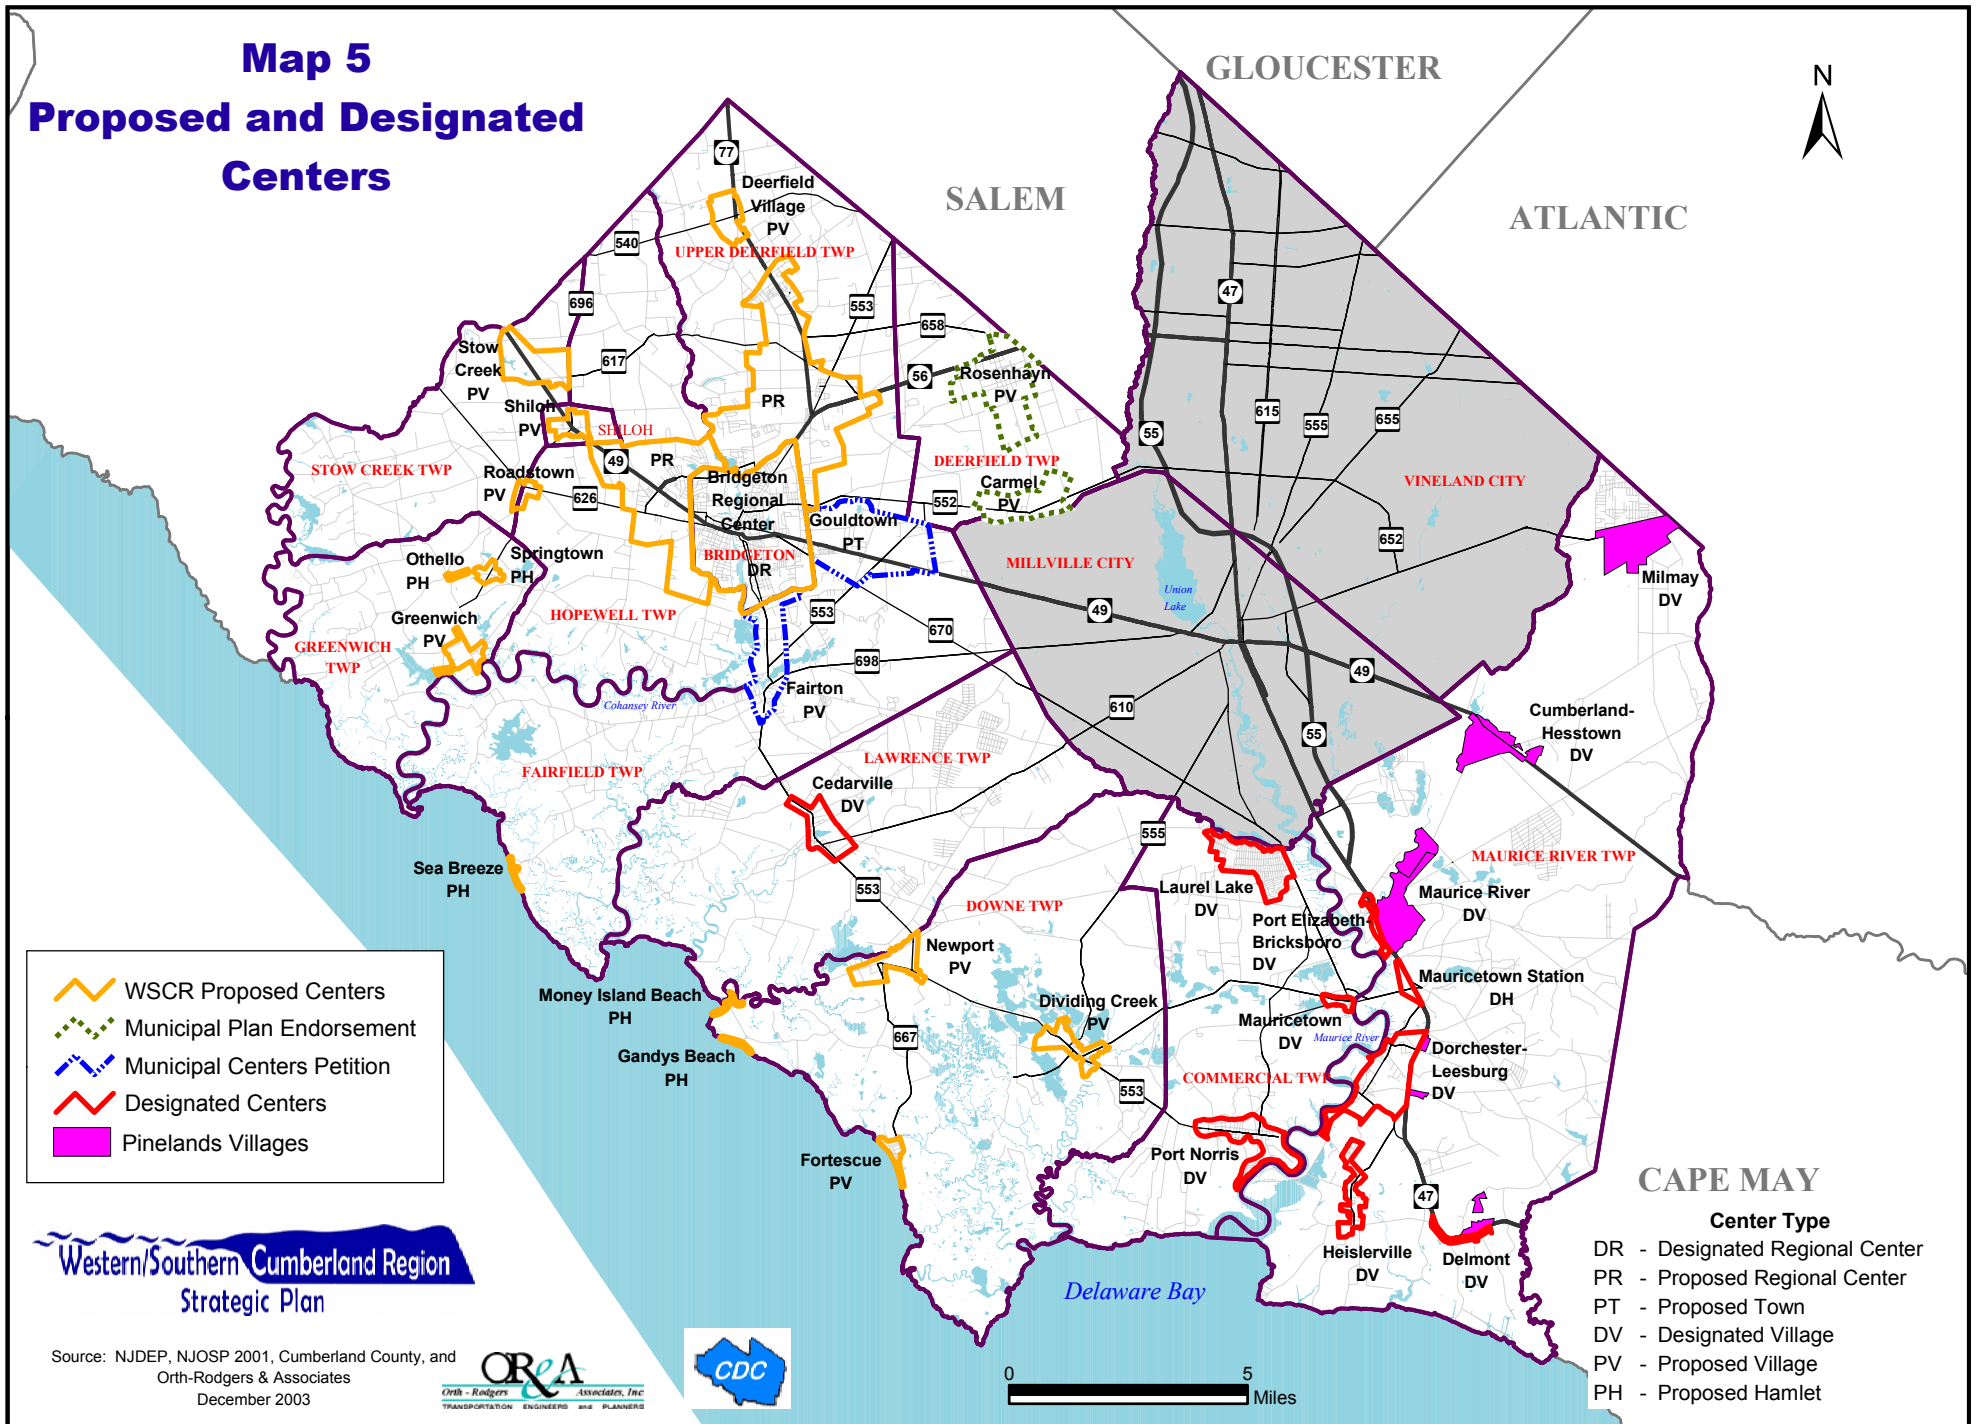 Map 5
Proposed and Designated
Centers
GLOUCESTER
SALEM
ATLANTIC
CAPE MAY
N
77
Deerfield
Village
PV
UPPER DEERFIELD TWP
540
696
553
658
617
56
Stow
Creek
PV
Shiloh
PV
SHILOH
49
PR
PR
Rosenhayn
PV
STOW CREEK TWP
Roadstown
PV
626
Bridgeton
Regional
Center
BRIDGETON
DR
DEERFIELD TWP
Carmel
PV
552
Gouldtown
PT
47
55
615
555
655
VINELAND CITY
652
MILLVILLE CITY
Union
Lake
49
Milmay
DV
Othello
PH
Springtown
PH
Greenwich
PV
GREENWICH
TWP
HOPEWELL TWP
553
670
698
Fairton
PV
Cohansey River
610
49
55
Cumberland-
Hesstown
DV
FAIRFIELD TWP
LAWRENCE TWP
Cedarville
DV
Sea Breeze
PH
553
555
Laurel Lake
DV
MAURICE RIVER TWP
Maurice River
DV
DOWNE TWP
Port Elizabeth-
Bricksboro
DV
Newport
PV
Mauricetown Station
DH
Money Island Beach
PH
Dividing Creek
PV
Mauricetown
DV
Maurice River
Gandys Beach
PH
667
Dorchester-
Leesburg
DV
COMMERCIAL TWP
553
Fortescue
PV
Port Norris
DV
47
Heislerville
DV
Delmont
DV
Delaware Bay
WSCR Proposed Centers
Municipal Plan Endorsement
Municipal Centers Petition
Designated Centers
Pinelands Villages
Western/Southern Cumberland Region
Strategic Plan
Source: NJDEP, NJOSP 2001, Cumberland County, and
Orth-Rodgers & Associates
December 2003
OR&A
Orth - Rodgers Associates, Inc
TRANSPORTATION ENGINEERS and PLANNERS
CDC
0 5
Miles
Center Type
DR - Designated Regional Center
PR - Proposed Regional Center
PT - Proposed Town
DV - Designated Village
PV - Proposed Village
PH - Proposed Hamlet